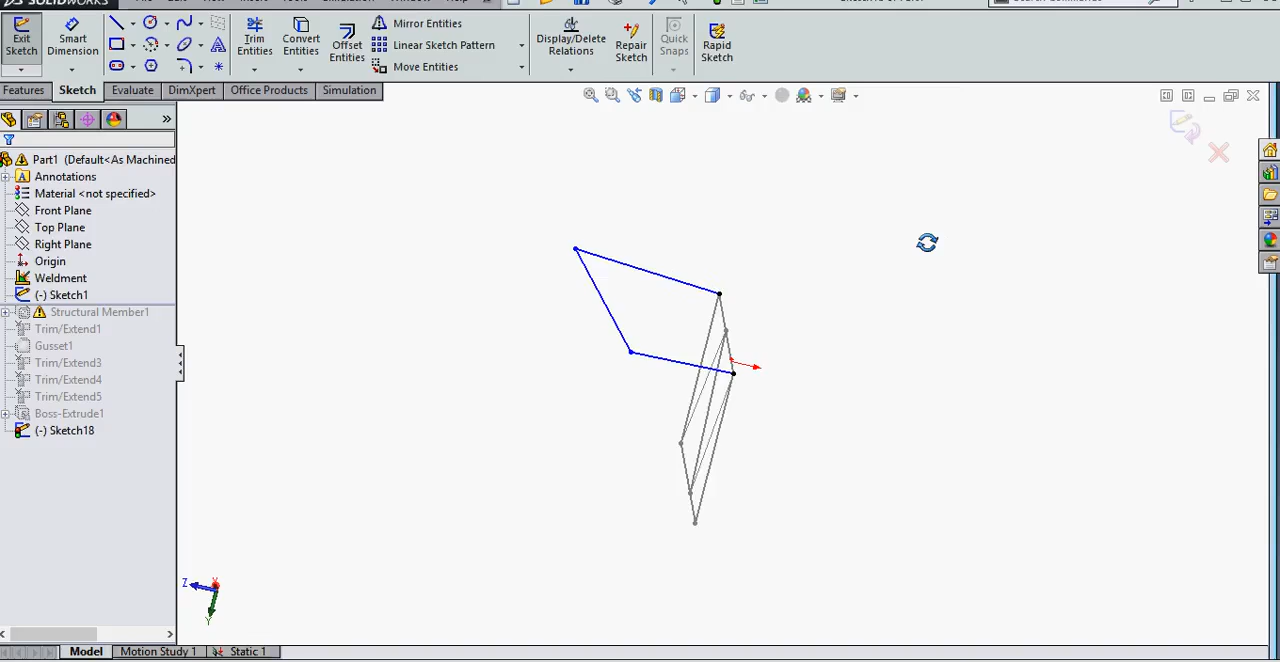 SOLIDWORKS
Exit Sketch
Smart Dimension
Trim Entities
Convert Entities
Offset Entities
Mirror Entities
Linear Sketch Pattern
Move Entities
Display/Delete Relations
Repair Sketch
Quick Snaps
Rapid Sketch
Features Sketch Evaluate DimXpert Office Products Simulation
»
Part1 (Default<As Machined
A Annotations
Material <not specified>
Front Plane
Top Plane
Right Plane
Origin
Weldment
(-) Sketch1
Structural Member1
Trim/Extend1
Gusset1
Trim/Extend3
Trim/Extend4
Trim/Extend5
Boss-Extrude1
(-) Sketch18
Z
Y
Model Motion Study 1 Static 1